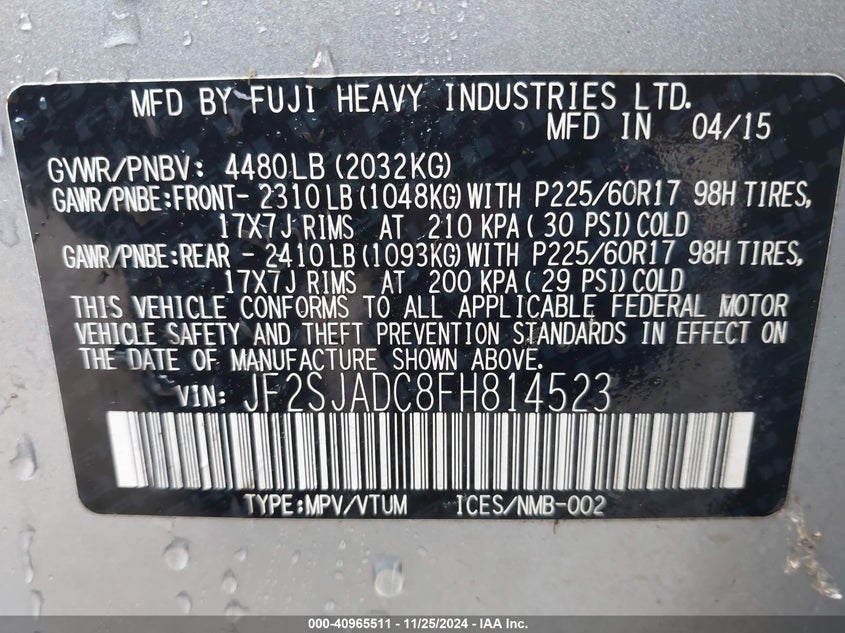 MFD BY FUJI HEAVY INDUSTRIES LTD.
MFD IN 04/15
GVWR/PNBV: 4480LB (2032KG)
GAWR/PNBE:FRONT- 2310 LB (1048KG) WITH P225/60R17 98H TIRES,
17X7J RIMS AT 210 KPA ( 30 PSI) COLD
GAWR/PNBE:REAR - 2410 LB (1093KG) WITH P225/60R17 98H TIRES,
17X7J RIMS AT 200 KPA ( 29 PSI) COLD
THIS VEHICLE CONFORMS TO ALL APPLICABLE FEDERAL MOTOR
VEHICLE SAFETY AND THEFT PREVENTION STANDARDS IN EFFECT ON
THE DATE OF MANUFACTURE SHOWN ABOVE.
VIN: JF2SJADC8FH814523
TYPE:MPV/VTUM ICES/NMB-002
000-40965511 - 11/25/2024 - IAA Inc.